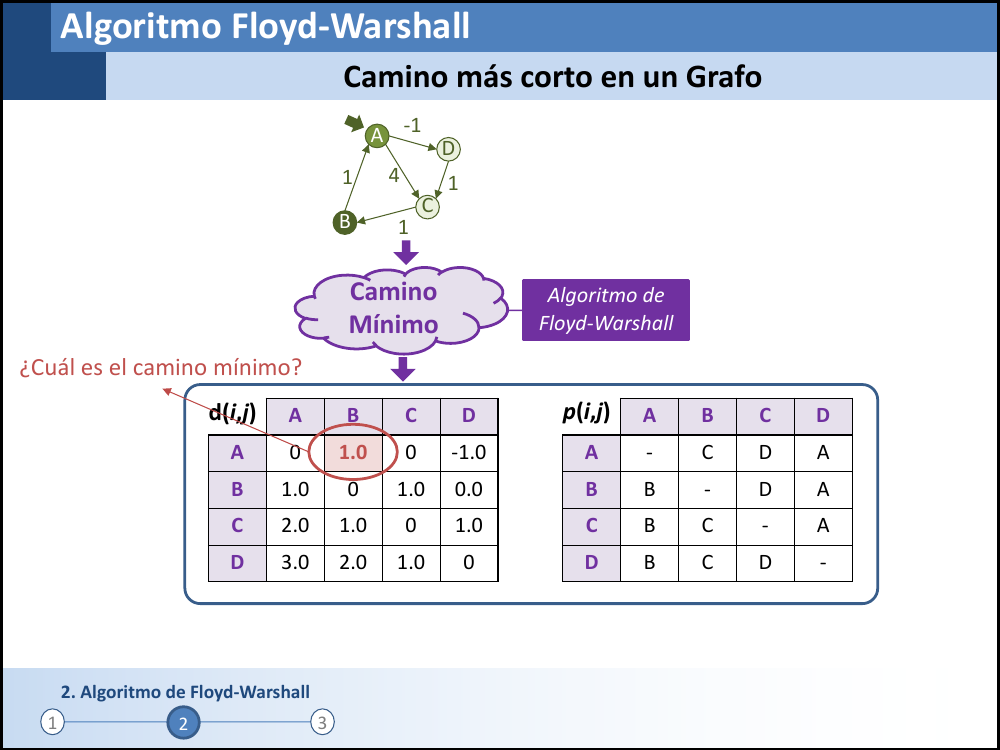 Algoritmo Floyd-Warshall
Camino más corto en un Grafo
A
-1
D
1
4
1
C
B
1
Camino
Mínimo
Algoritmo de
Floyd-Warshall
¿Cuál es el camino mínimo?
d(i,j) A B C D
A 0 1.0 0 -1.0
B 1.0 0 1.0 0.0
C 2.0 1.0 0 1.0
D 3.0 2.0 1.0 0
p(i,j) A B C D
A - C D A
B B - D A
C B C - A
D B C D -
2. Algoritmo de Floyd-Warshall
1 2 3